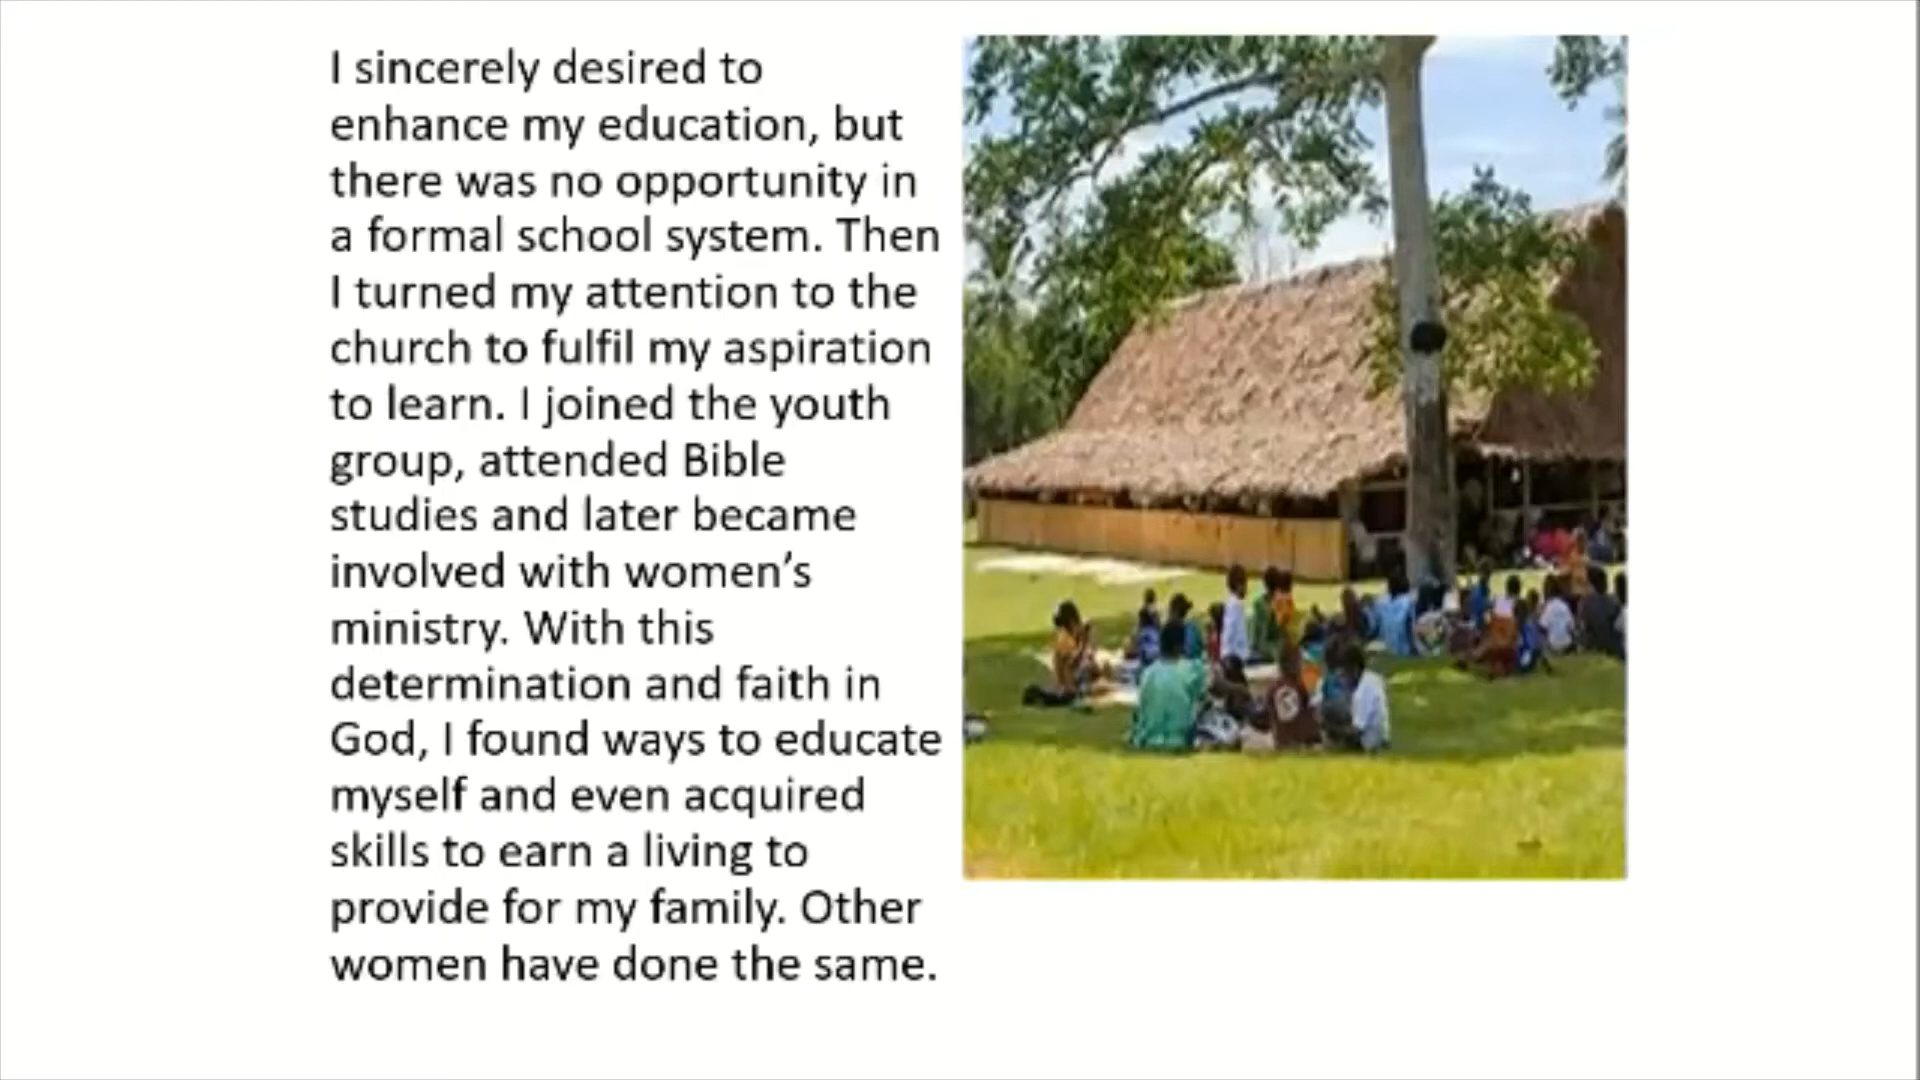 I sincerely desired to
enhance my education, but
there was no opportunity in
a formal school system. Then
I turned my attention to the
church to fulfil my aspiration
to learn. I joined the youth
group, attended Bible
studies and later became
involved with women’s
ministry. With this
determination and faith in
God, I found ways to educate
myself and even acquired
skills to earn a living to
provide for my family. Other
women have done the same.